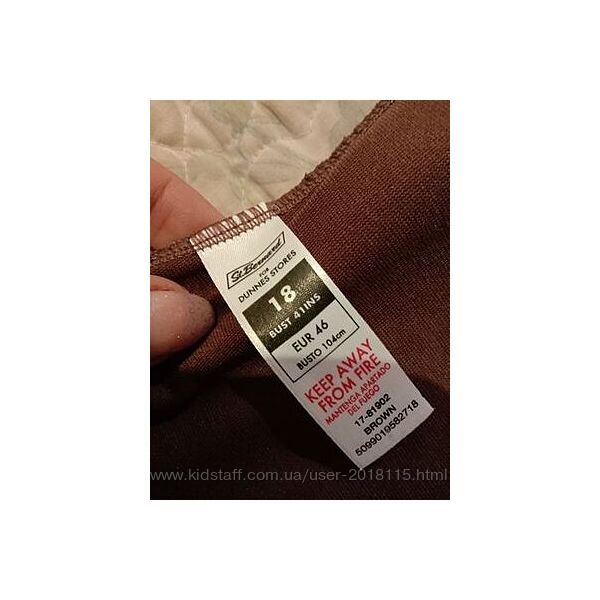 St. Bernard
FOR
DUNNES STORES
18
BUST 41INS
EUR 46
BUSTO 104cm
KEEP AWAY
FROM FIRE
MANTENGA APARTADO
DEL FUEGO
17-81902
BROWN
5099019582718
www.kidstaff.com.ua/user-2018115.html